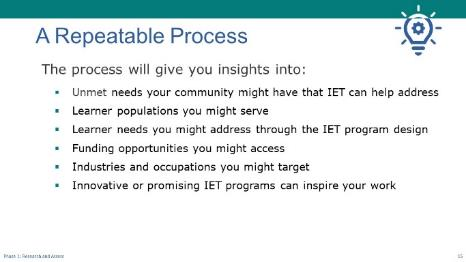 A Repeatable Process
The process will give you insights into:
▪ Unmet needs your community might have that IET can help address
▪ Learner populations you might serve
▪ Learner needs you might address through the IET program design
▪ Funding opportunities you might access
▪ Industries and occupations you might target
▪ Innovative or promising IET programs can inspire your work
Phase 1: Research and Assess
15